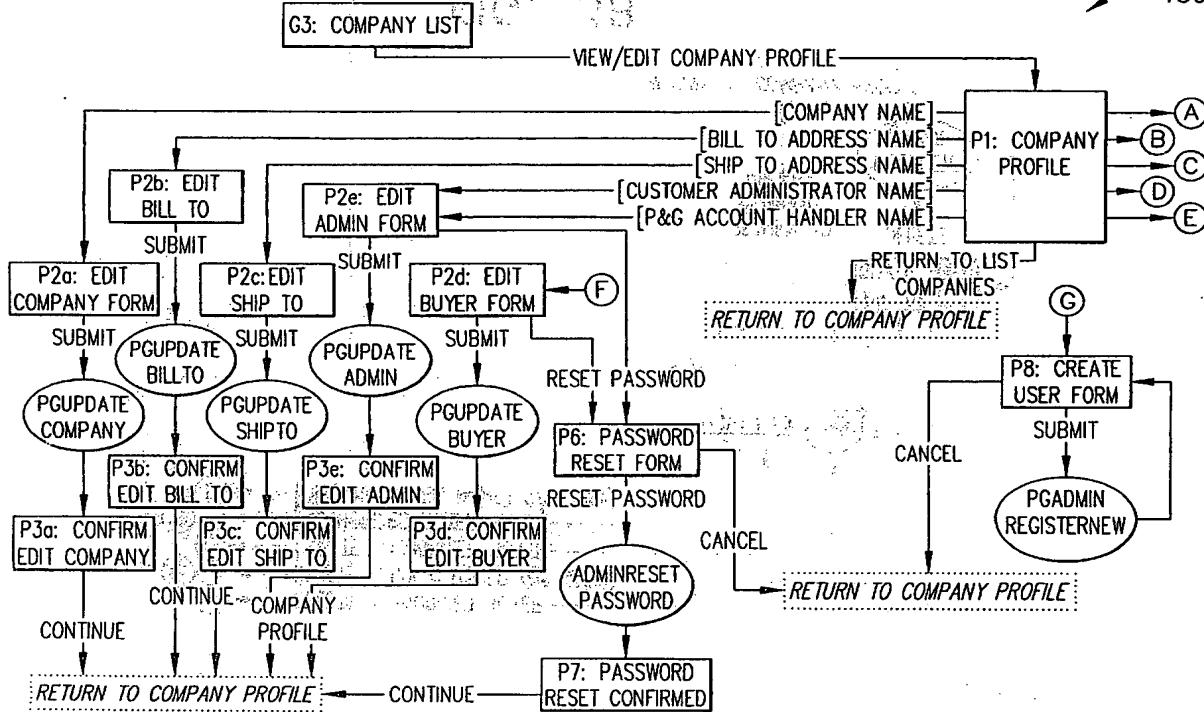 G3: COMPANY LIST
VIEW/EDIT COMPANY PROFILE
[COMPANY NAME]
[BILL TO ADDRESS NAME]
[SHIP TO ADDRESS NAME]
[CUSTOMER ADMINISTRATOR NAME]
[P&G ACCOUNT HANDLER NAME]
P1: COMPANY
PROFILE
A
B
C
D
E
P2b: EDIT
BILL TO
P2e: EDIT
ADMIN FORM
SUBMIT
SUBMIT
RETURN TO LIST
COMPANIES
RETURN TO COMPANY PROFILE
P2a: EDIT
COMPANY FORM
P2c: EDIT
SHIP TO
P2d: EDIT
BUYER FORM
F
G
SUBMIT
SUBMIT
SUBMIT
PGUPDATE
BILLTO
PGUPDATE
ADMIN
RESET PASSWORD
P8: CREATE
USER FORM
PGUPDATE
COMPANY
PGUPDATE
SHIPTO
PGUPDATE
BUYER
SUBMIT
P6: PASSWORD
RESET FORM
CANCEL
P3b: CONFIRM
EDIT BILL TO
P3e: CONFIRM
EDIT ADMIN
RESET PASSWORD
PGADMIN
REGISTERNEW
P3a: CONFIRM
EDIT COMPANY
P3c: CONFIRM
EDIT SHIP TO
P3d: CONFIRM
EDIT BUYER
CANCEL
ADMINRESET
PASSWORD
RETURN TO COMPANY PROFILE
CONTINUE
CONTINUE
COMPANY
PROFILE
P7: PASSWORD
RESET CONFIRMED
CONTINUE
RETURN TO COMPANY PROFILE